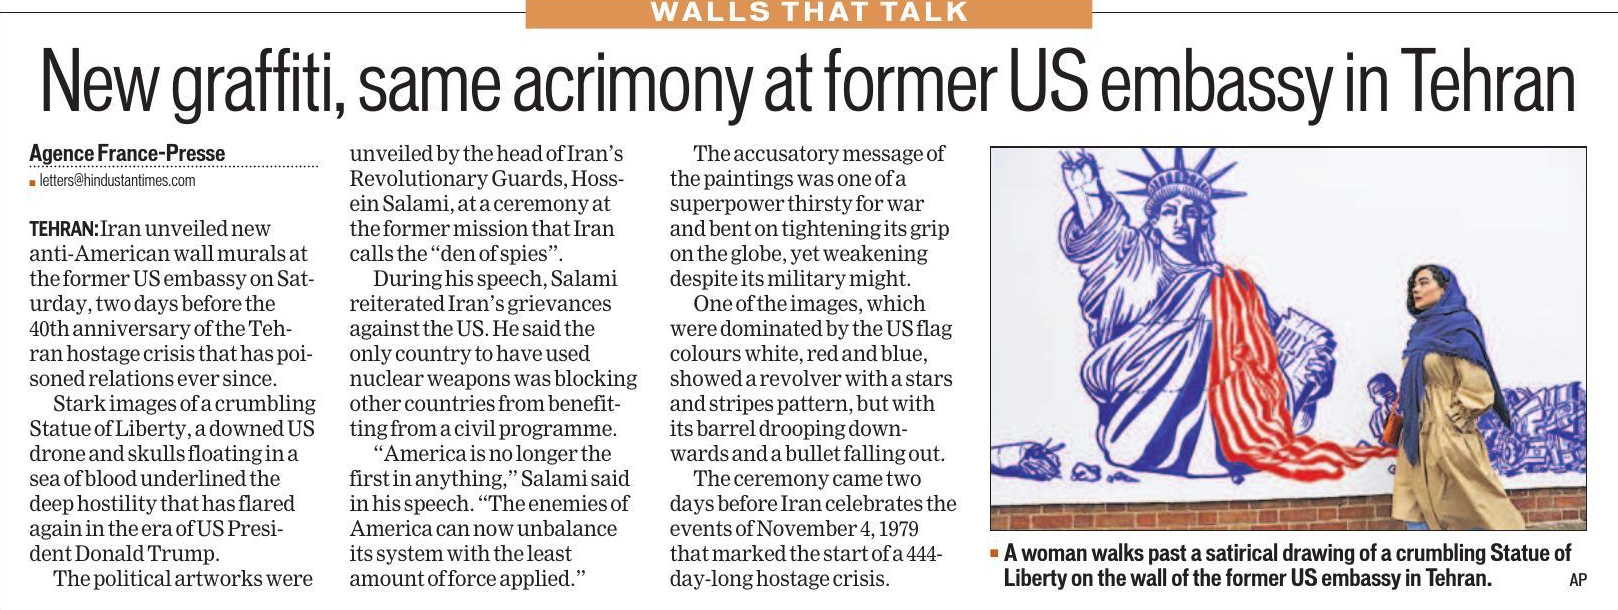 WALLS THAT TALK
New graffiti, same acrimony at former US embassy in Tehran
Agence France-Presse
letters@hindustantimes.com
TEHRAN: Iran unveiled new
anti-American wall murals at
the former US embassy on Sat-
urday, two days before the
40th anniversary of the Teh-
ran hostage crisis that has poi-
soned relations ever since.
Stark images of a crumbling
Statue of Liberty, a downed US
drone and skulls floating in a
sea of blood underlined the
deep hostility that has flared
again in the era of US Presi-
dent Donald Trump.
The political artworks were
unveiled by the head of Iran’s
Revolutionary Guards, Hoss-
ein Salami, at a ceremony at
the former mission that Iran
calls the “den of spies”.
During his speech, Salami
reiterated Iran’s grievances
against the US. He said the
only country to have used
nuclear weapons was blocking
other countries from benefit-
ting from a civil programme.
“America is no longer the
first in anything,” Salami said
in his speech. “The enemies of
America can now unbalance
its system with the least
amount of force applied.”
The accusatory message of
the paintings was one of a
superpower thirsty for war
and bent on tightening its grip
on the globe, yet weakening
despite its military might.
One of the images, which
were dominated by the US flag
colours white, red and blue,
showed a revolver with a stars
and stripes pattern, but with
its barrel drooping down-
wards and a bullet falling out.
The ceremony came two
days before Iran celebrates the
events of November 4, 1979
that marked the start of a 444-
day-long hostage crisis.
A woman walks past a satirical drawing of a crumbling Statue of
Liberty on the wall of the former US embassy in Tehran. AP